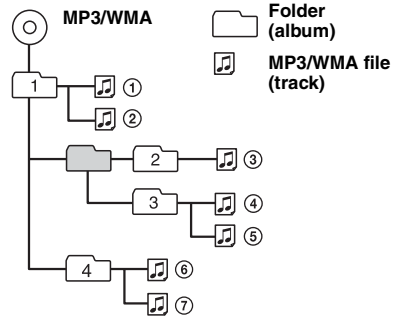 MP3/WMA
Folder
(album)
MP3/WMA file
(track)
1
①
②
2
③
3
④
⑤
4
⑥
⑦